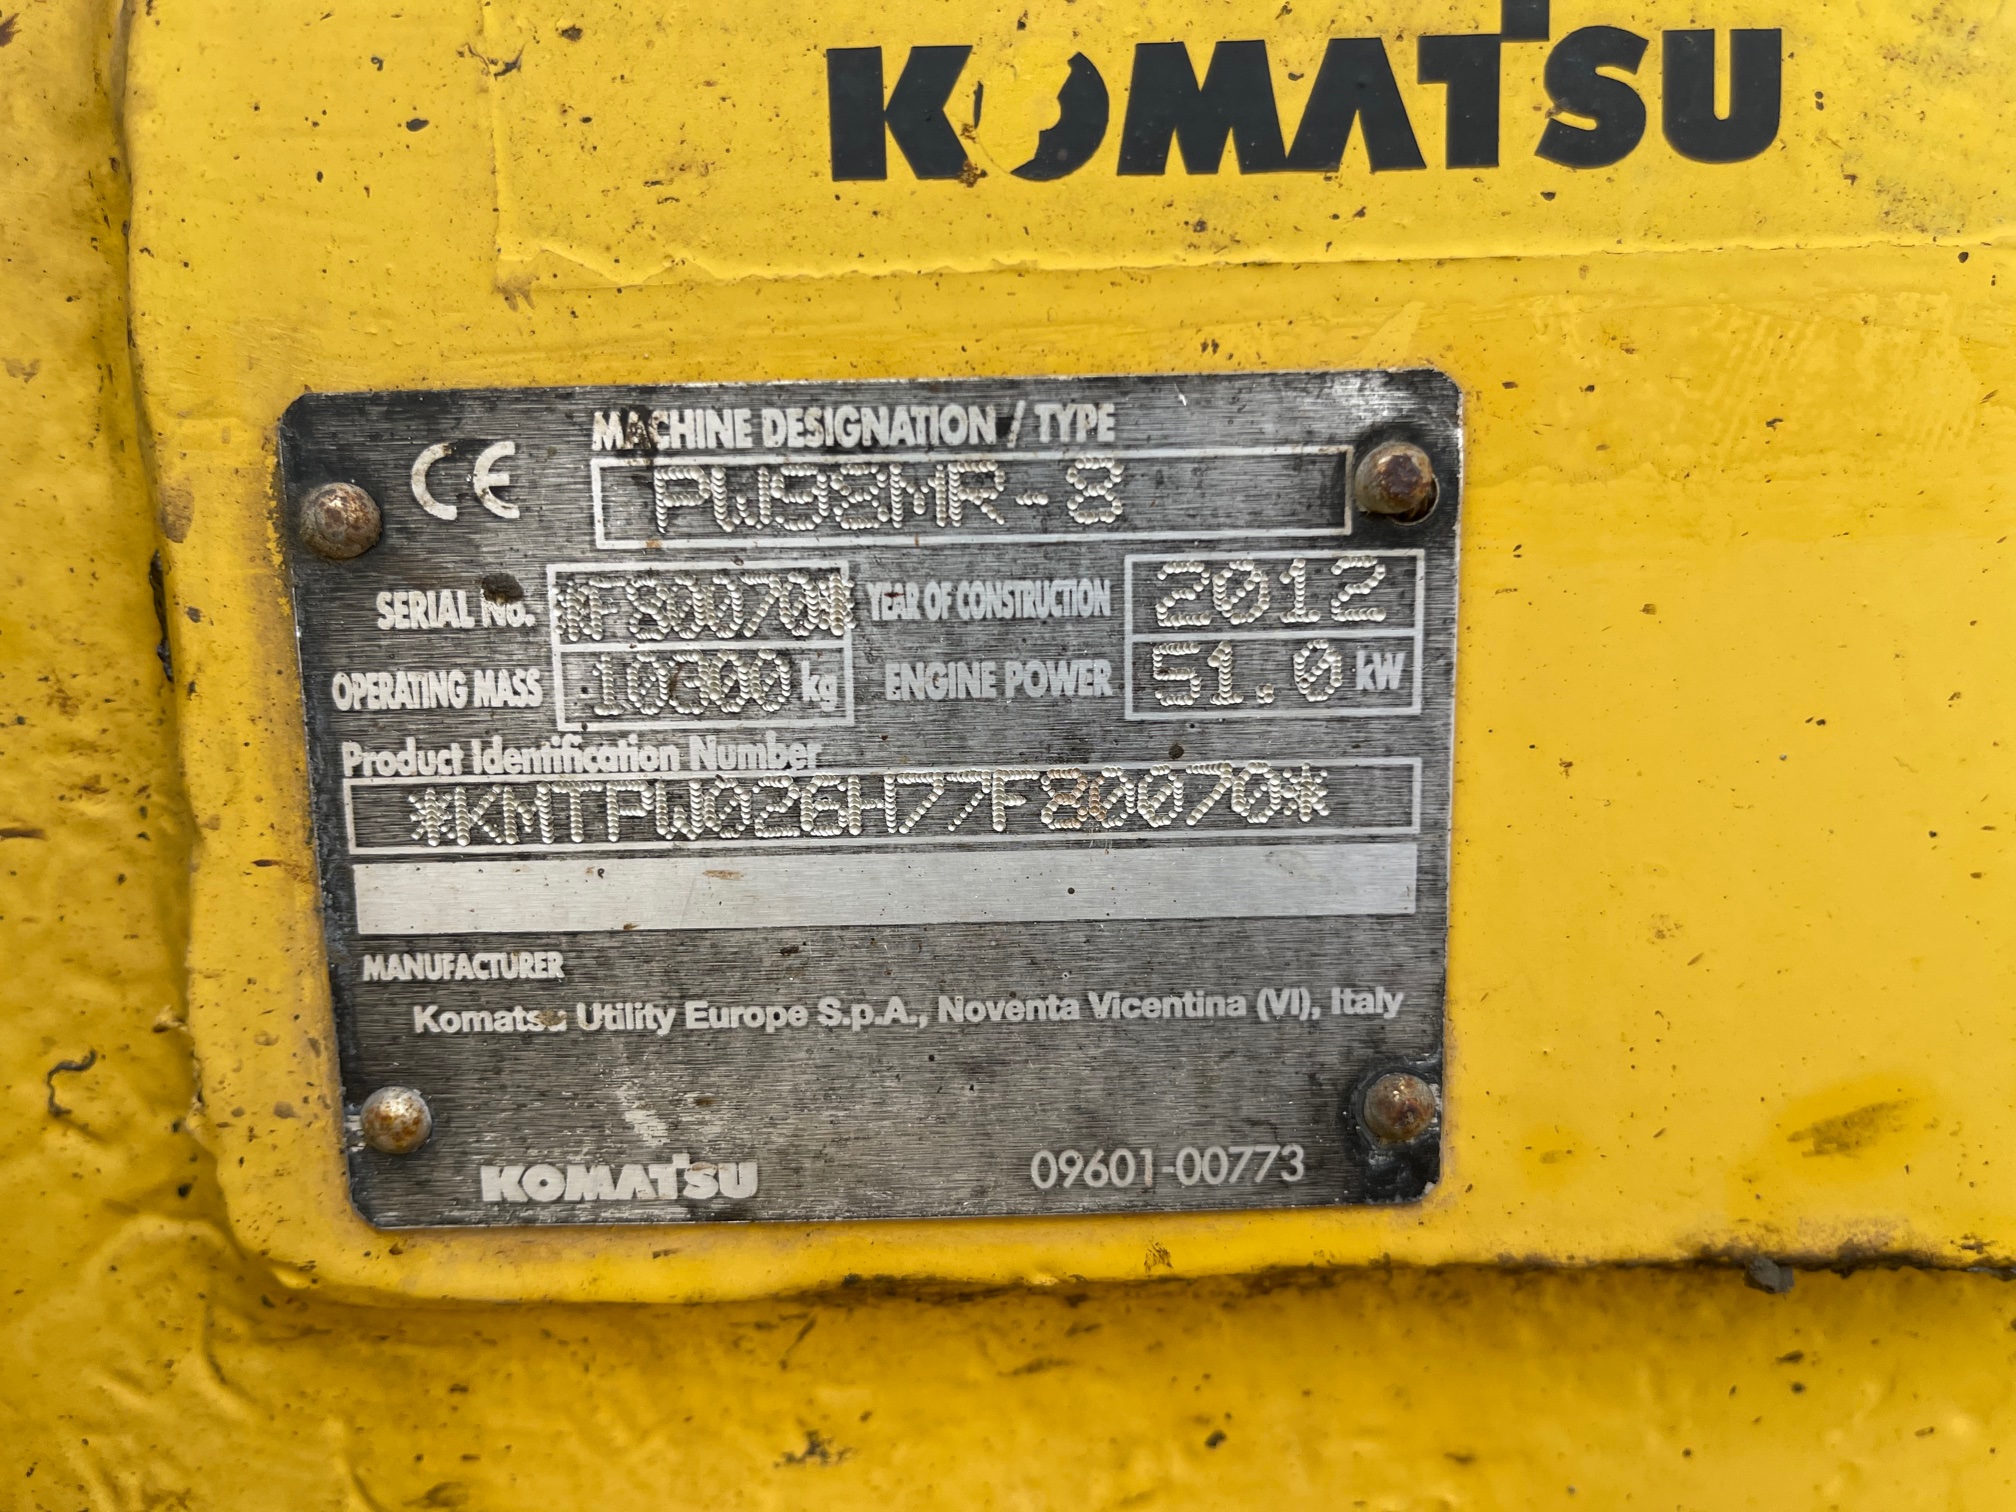 KOMATSU
MACHINE DESIGNATION / TYPE
CE PW98MR-8
SERIAL No. *F80070* YEAR OF CONSTRUCTION 2012
OPERATING MASS 10300 kg ENGINE POWER 51.0 kW
Product Identification Number
*KMTPW026H77F80070*
MANUFACTURER
Komatsu Utility Europe S.p.A., Noventa Vicentina (VI), Italy
KOMATSU 09601-00773